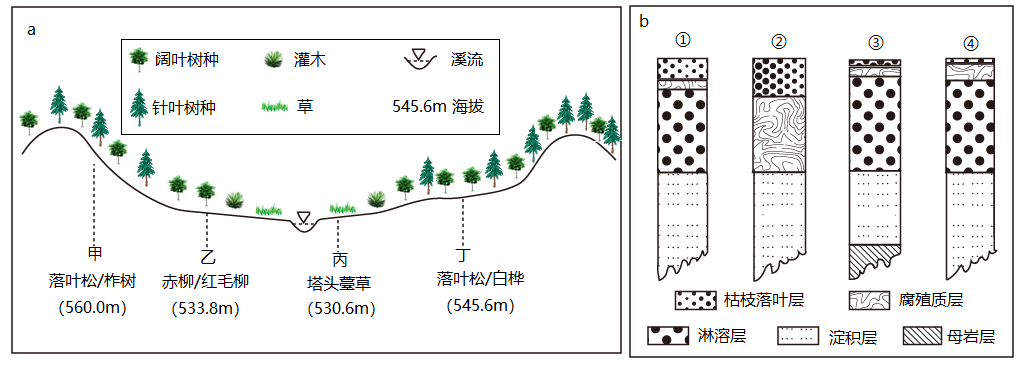 a
阔叶树种
灌木
溪流
针叶树种
草
545.6m 海拔
甲
落叶松/柞树
(560.0m)
乙
赤柳/红毛柳
(533.8m)
丙
塔头薹草
(530.6m)
丁
落叶松/白桦
(545.6m)
b
① ② ③ ④
枯枝落叶层 腐殖质层
淋溶层 淀积层 母岩层